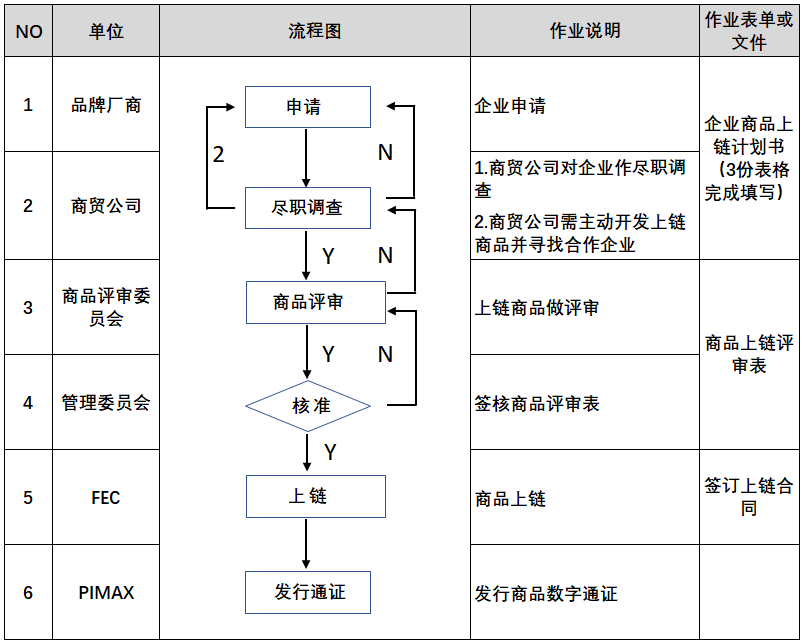 NO
单位
流程图
作业说明
作业表单或
文件
1
品牌厂商
申请
企业申请
企业商品上
链计划书
（3份表格
完成填写）
2
N
2
商贸公司
尽职调查
1.商贸公司对企业作尽职调
查
2.商贸公司需主动开发上链
商品并寻找合作企业
Y
N
3
商品评审委
员会
商品评审
上链商品做评审
商品上链评
审表
Y
N
4
管理委员会
核准
签核商品评审表
Y
5
FEC
上链
商品上链
签订上链合
同
6
PIMAX
发行通证
发行商品数字通证